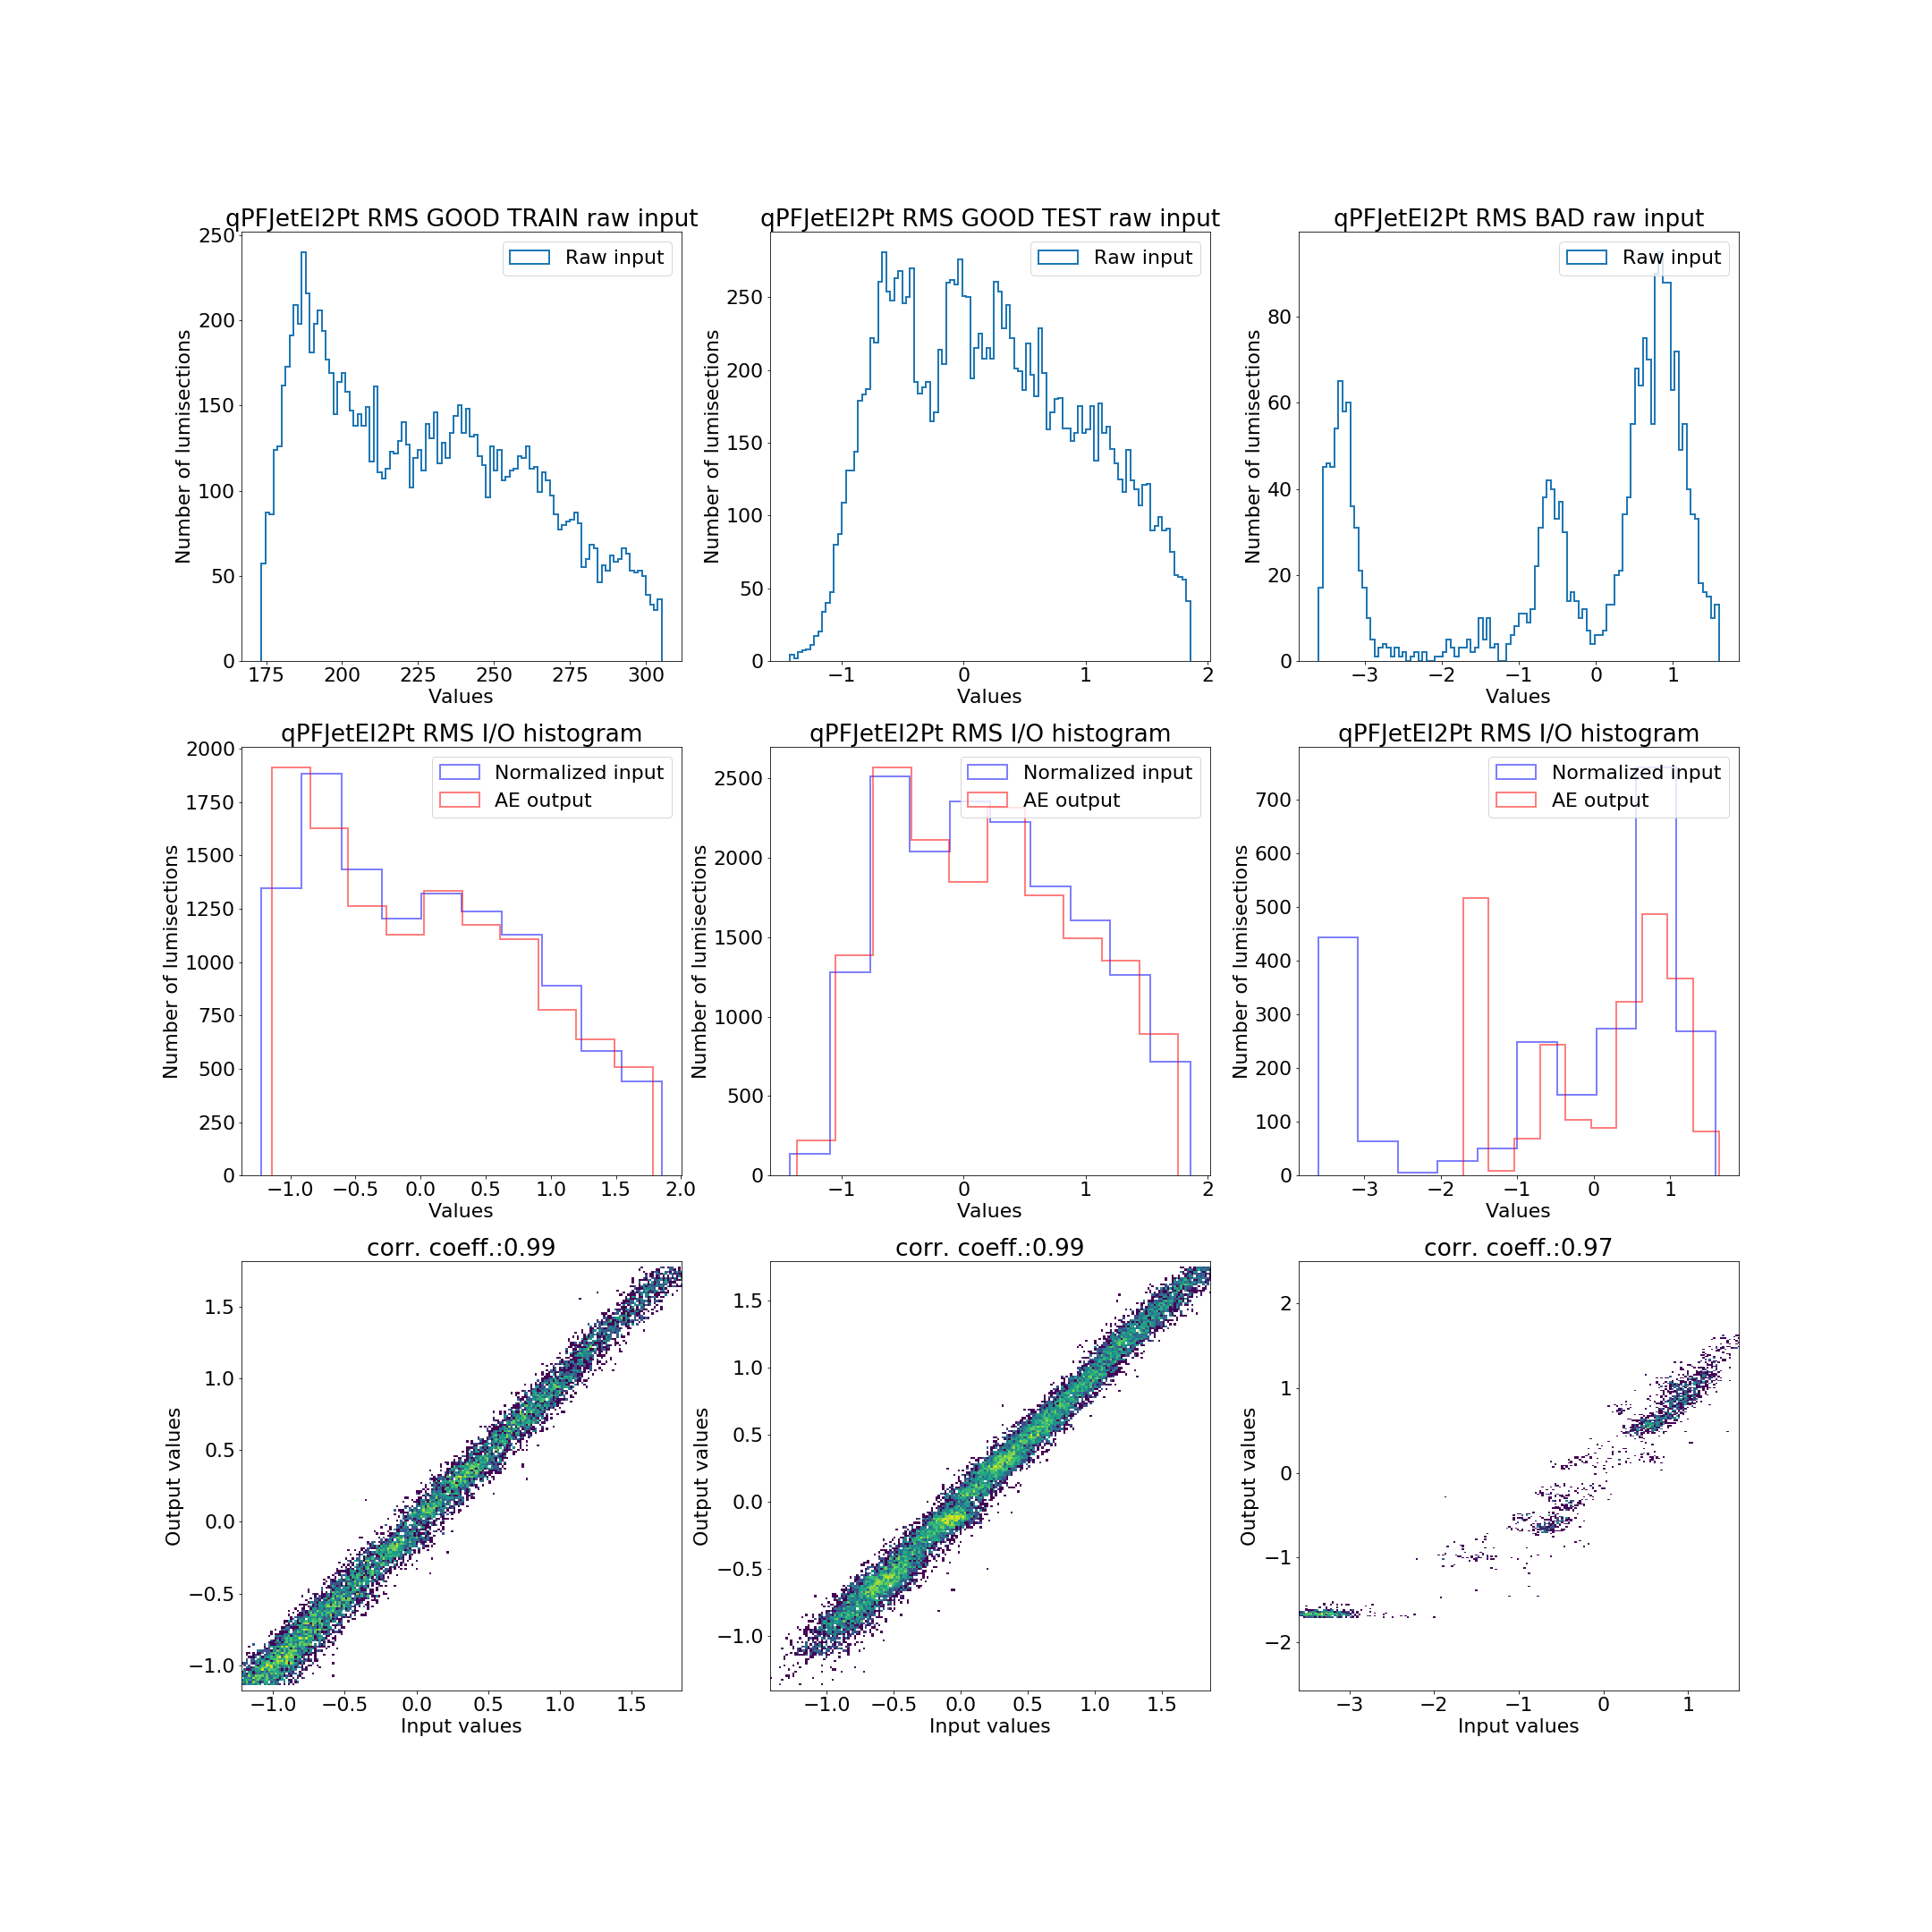 qPFJetEI2Pt RMS GOOD TRAIN raw input
qPFJetEI2Pt RMS GOOD TEST raw input
qPFJetEI2Pt RMS BAD raw input
Raw input
Raw input
Raw input
Number of lumisections
250
200
150
100
50
0
175 200 225 250 275 300
Values
Number of lumisections
250
200
150
100
50
0
−1 0 1 2
Values
Number of lumisections
80
60
40
20
0
−3 −2 −1 0 1
Values
qPFJetEI2Pt RMS I/O histogram
qPFJetEI2Pt RMS I/O histogram
qPFJetEI2Pt RMS I/O histogram
Normalized input
AE output
Normalized input
AE output
Normalized input
AE output
Number of lumisections
2000
1750
1500
1250
1000
750
500
250
0
−1.0 −0.5 0.0 0.5 1.0 1.5 2.0
Values
Number of lumisections
2500
2000
1500
1000
500
0
−1 0 1 2
Values
Number of lumisections
700
600
500
400
300
200
100
0
−3 −2 −1 0 1
Values
corr. coeff.:0.99
corr. coeff.:0.99
corr. coeff.:0.97
Output values
1.5
1.0
0.5
0.0
−0.5
−1.0
−1.0 −0.5 0.0 0.5 1.0 1.5
Input values
Output values
1.5
1.0
0.5
0.0
−0.5
−1.0
−1.0 −0.5 0.0 0.5 1.0 1.5
Input values
Output values
2
1
0
−1
−2
−3 −2 −1 0 1
Input values